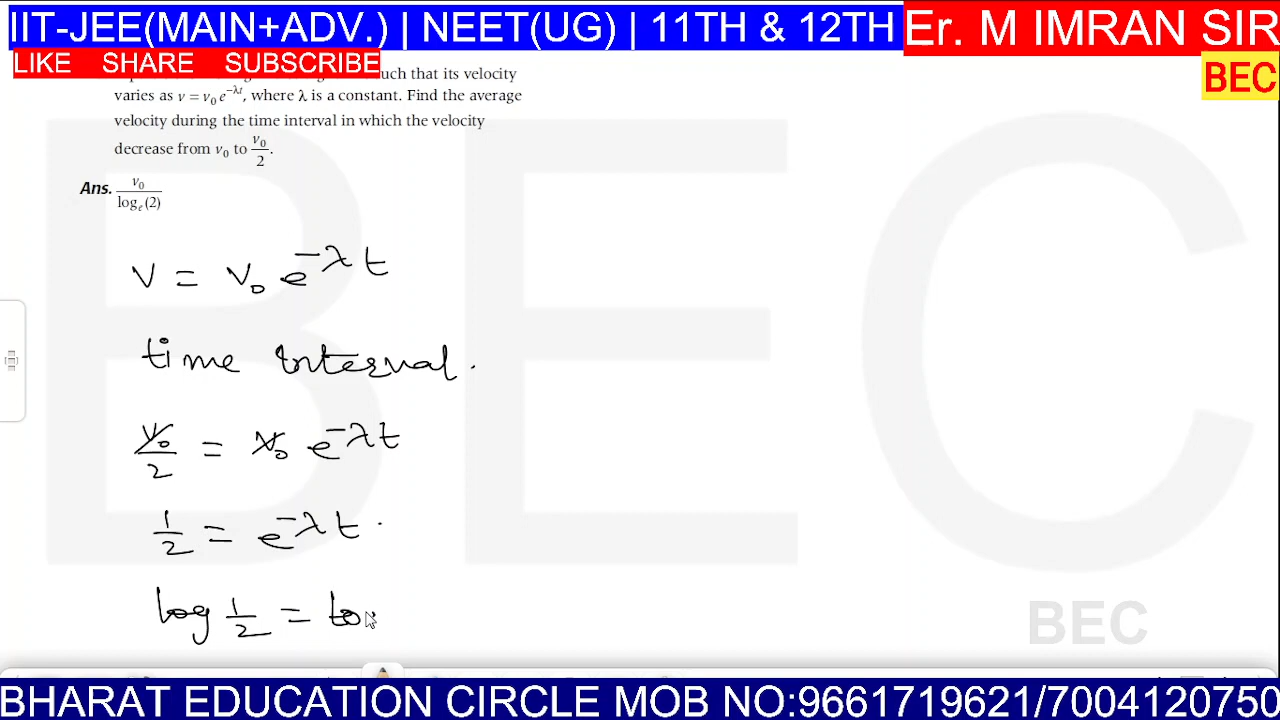 IIT-JEE(MAIN+ADV.) | NEET(UG) | 11TH & 12TH Er. M IMRAN SIR
LIKE SHARE SUBSCRIBE
BEC
uch that its velocity
varies as v = v₀e^−λt, where λ is a constant. Find the average
velocity during the time interval in which the velocity
decrease from v₀ to v₀/2.
Ans. v₀/logₑ(2)
v = v₀ e^−λt
time interval.
v₀/2 = v₀ e^−λt
1/2 = e^−λt.
log 1/2 = lo
BEC
BEC
BHARAT EDUCATION CIRCLE MOB NO:9661719621/7004120750